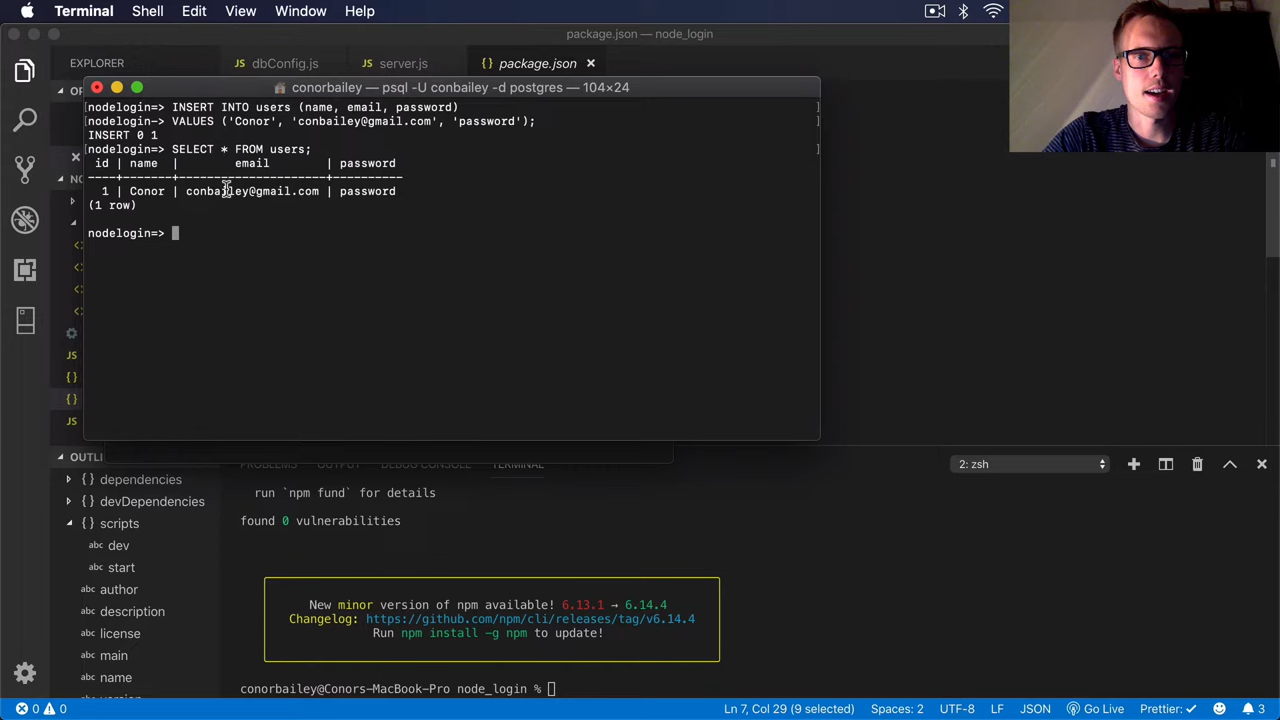 Terminal Shell Edit View Window Help
package.json — node_login
EXPLORER
JS dbConfig.js JS server.js { } package.json ×
conorbailey — psql -U conbailey -d postgres — 104×24
nodelogin=> INSERT INTO users (name, email, password)
nodelogin=> VALUES ('Conor', 'conbailey@gmail.com', 'password');
INSERT 0 1
nodelogin=> SELECT * FROM users;
id | name | email | password
----+-------+---------------------+----------
1 | Conor | conbailey@gmail.com | password
(1 row)
nodelogin=>
OP
NO
JS
{ }
{ }
JS
OUTLI
{ } dependencies
{ } devDependencies
{ } scripts
abc dev
abc start
abc author
abc description
abc license
abc main
abc name
abc version
PROBLEMS OUTPUT DEBUG CONSOLE TERMINAL
2: zsh
run `npm fund` for details
found 0 vulnerabilities
New minor version of npm available! 6.13.1 → 6.14.4
Changelog: https://github.com/npm/cli/releases/tag/v6.14.4
Run npm install -g npm to update!
conorbailey@Conors-MacBook-Pro node_login %
0 0 Ln 7, Col 29 (9 selected) Spaces: 2 UTF-8 LF JSON Go Live Prettier: ✓ 3